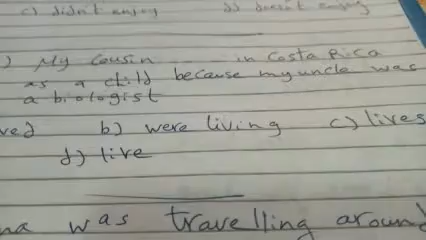 c) didn't enjoy d) doesn't enjoy
) My cousin ........ in Costa Rica
as a child because my uncle was
a biologist
ved b) were living c) lives
d) live
na was travelling around